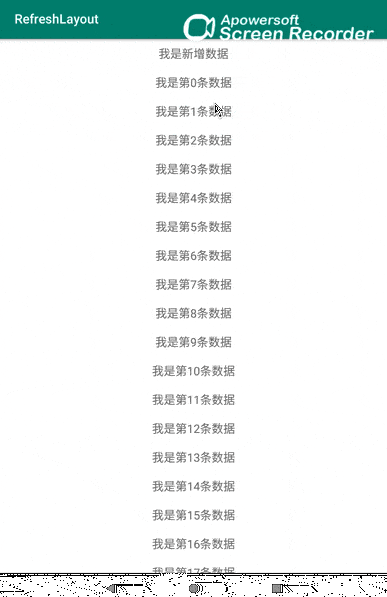 RefreshLayout
Apowersoft
Screen Recorder
我是新增数据
我是第0条数据
我是第1条数据
我是第2条数据
我是第3条数据
我是第4条数据
我是第5条数据
我是第6条数据
我是第7条数据
我是第8条数据
我是第9条数据
我是第10条数据
我是第11条数据
我是第12条数据
我是第13条数据
我是第14条数据
我是第15条数据
我是第16条数据
我是第17条数据